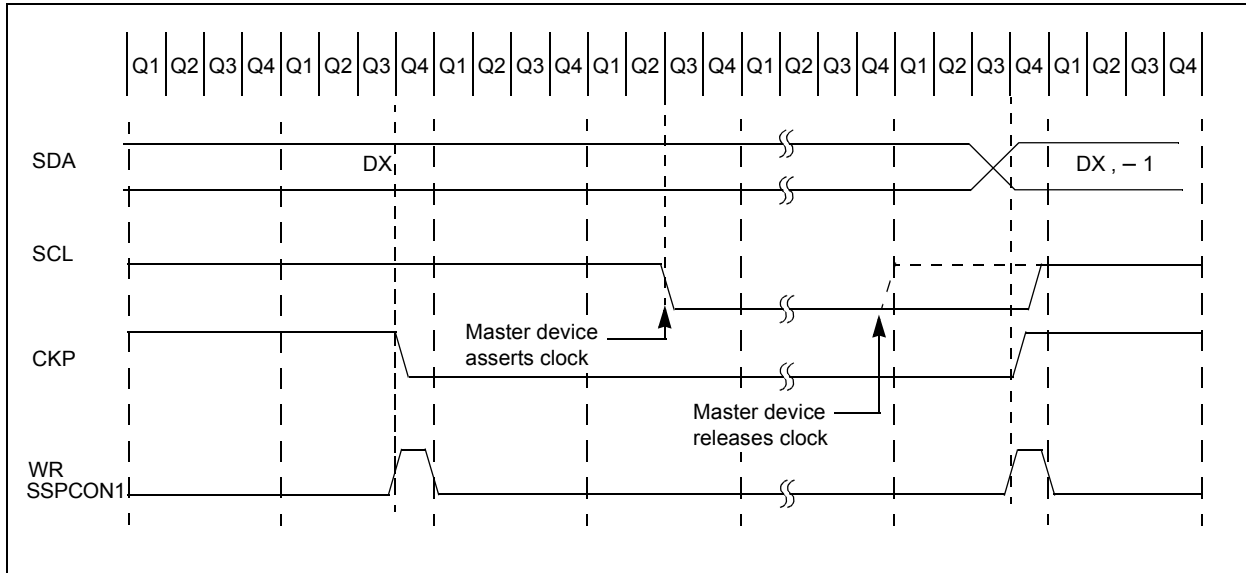 Q1 Q2 Q3 Q4 Q1 Q2 Q3 Q4 Q1 Q2 Q3 Q4 Q1 Q2 Q3 Q4 Q1 Q2 Q3 Q4 Q1 Q2 Q3 Q4 Q1 Q2 Q3 Q4
SDA
DX
DX , – 1
SCL
Master device
asserts clock
CKP
Master device
releases clock
WR
SSPCON1